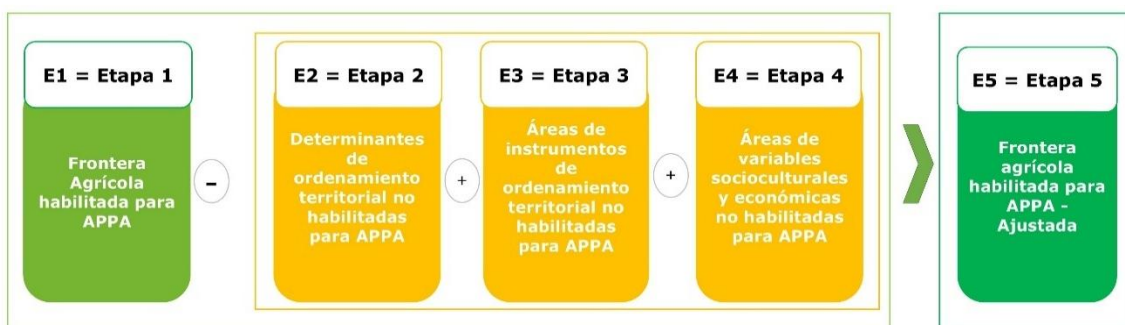 E1 = Etapa 1
Frontera
Agrícola
habilitada para
APPA
-
E2 = Etapa 2
Determinantes
de
ordenamiento
territorial no
habilitadas
para APPA
+
E3 = Etapa 3
Áreas de
instrumentos
de
ordenamiento
territorial no
habilitadas
para APPA
+
E4 = Etapa 4
Áreas de
variables
socioculturales
y económicas
no habilitadas
para APPA
E5 = Etapa 5
Frontera
agrícola
habilitada para
APPA -
Ajustada